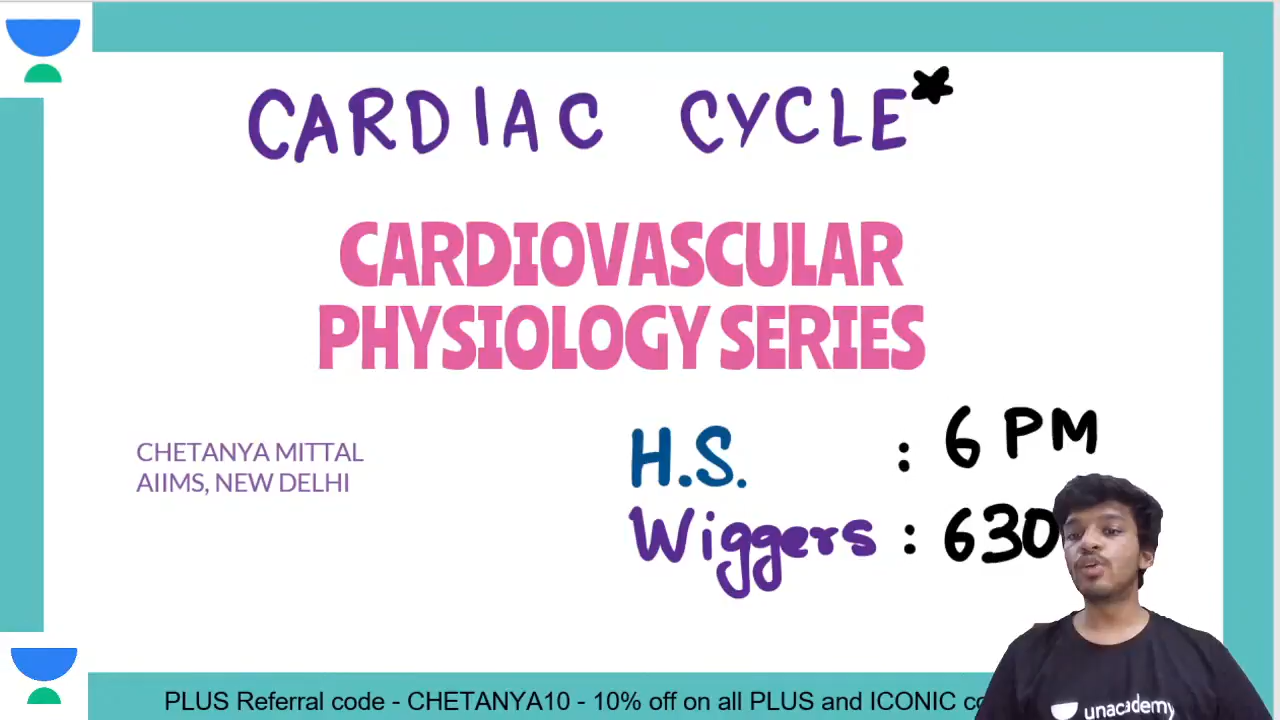 CARDIAC CYCLE*
CARDIOVASCULAR
PHYSIOLOGY SERIES
CHETANYA MITTAL
AIIMS, NEW DELHI
H.S. : 6 PM
Wiggers : 630
PLUS Referral code - CHETANYA10 - 10% off on all PLUS and ICONIC
unacademy